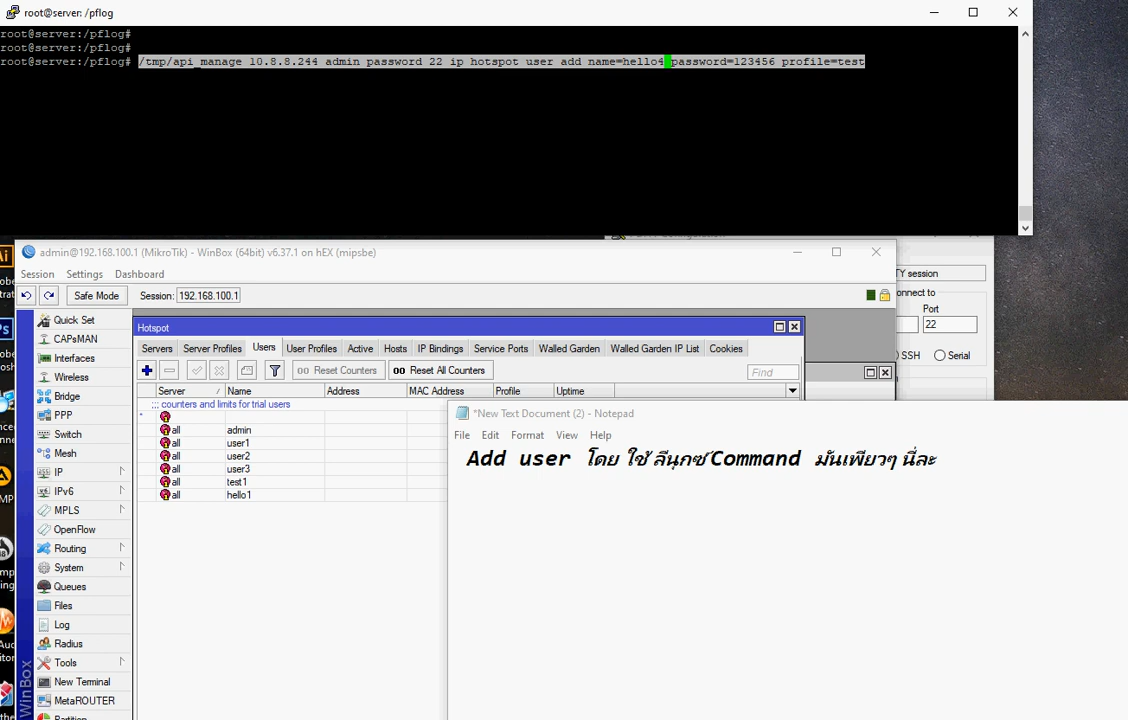 root@server: /pflog
root@server:/pflog#
root@server:/pflog#
root@server:/pflog# /tmp/api_manage 10.8.8.244 admin password 22 ip hotspot user add name=hello4 password=123456 profile=test
admin@192.168.100.1 (MikroTik) - WinBox (64bit) v6.37.1 on hEX (mipsbe)
Session Settings Dashboard
Safe Mode Session: 192.168.100.1
TY session
onnect to
Port
22
SSH Serial
Quick Set
CAPsMAN
Interfaces
Wireless
Bridge
PPP
Switch
Mesh
IP
IPv6
MPLS
OpenFlow
Routing
System
Queues
Files
Log
Radius
Tools
New Terminal
MetaROUTER
Partition
WinBox
Hotspot
Servers Server Profiles Users User Profiles Active Hosts IP Bindings Service Ports Walled Garden Walled Garden IP List Cookies
00 Reset Counters 00 Reset All Counters Find
Server Name Address MAC Address Profile Uptime
;;; counters and limits for trial users
all admin
all user1
all user2
all user3
all test1
all hello1
*New Text Document (2) - Notepad
File Edit Format View Help
Add user โดย ใช้ ลีนุกซ์ Command มันเพียวๆ นี่ละ